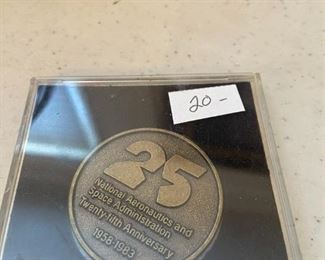 20-
25
National Aeronautics and
Space Administration
Twenty-fifth Anniversary
1958-1983